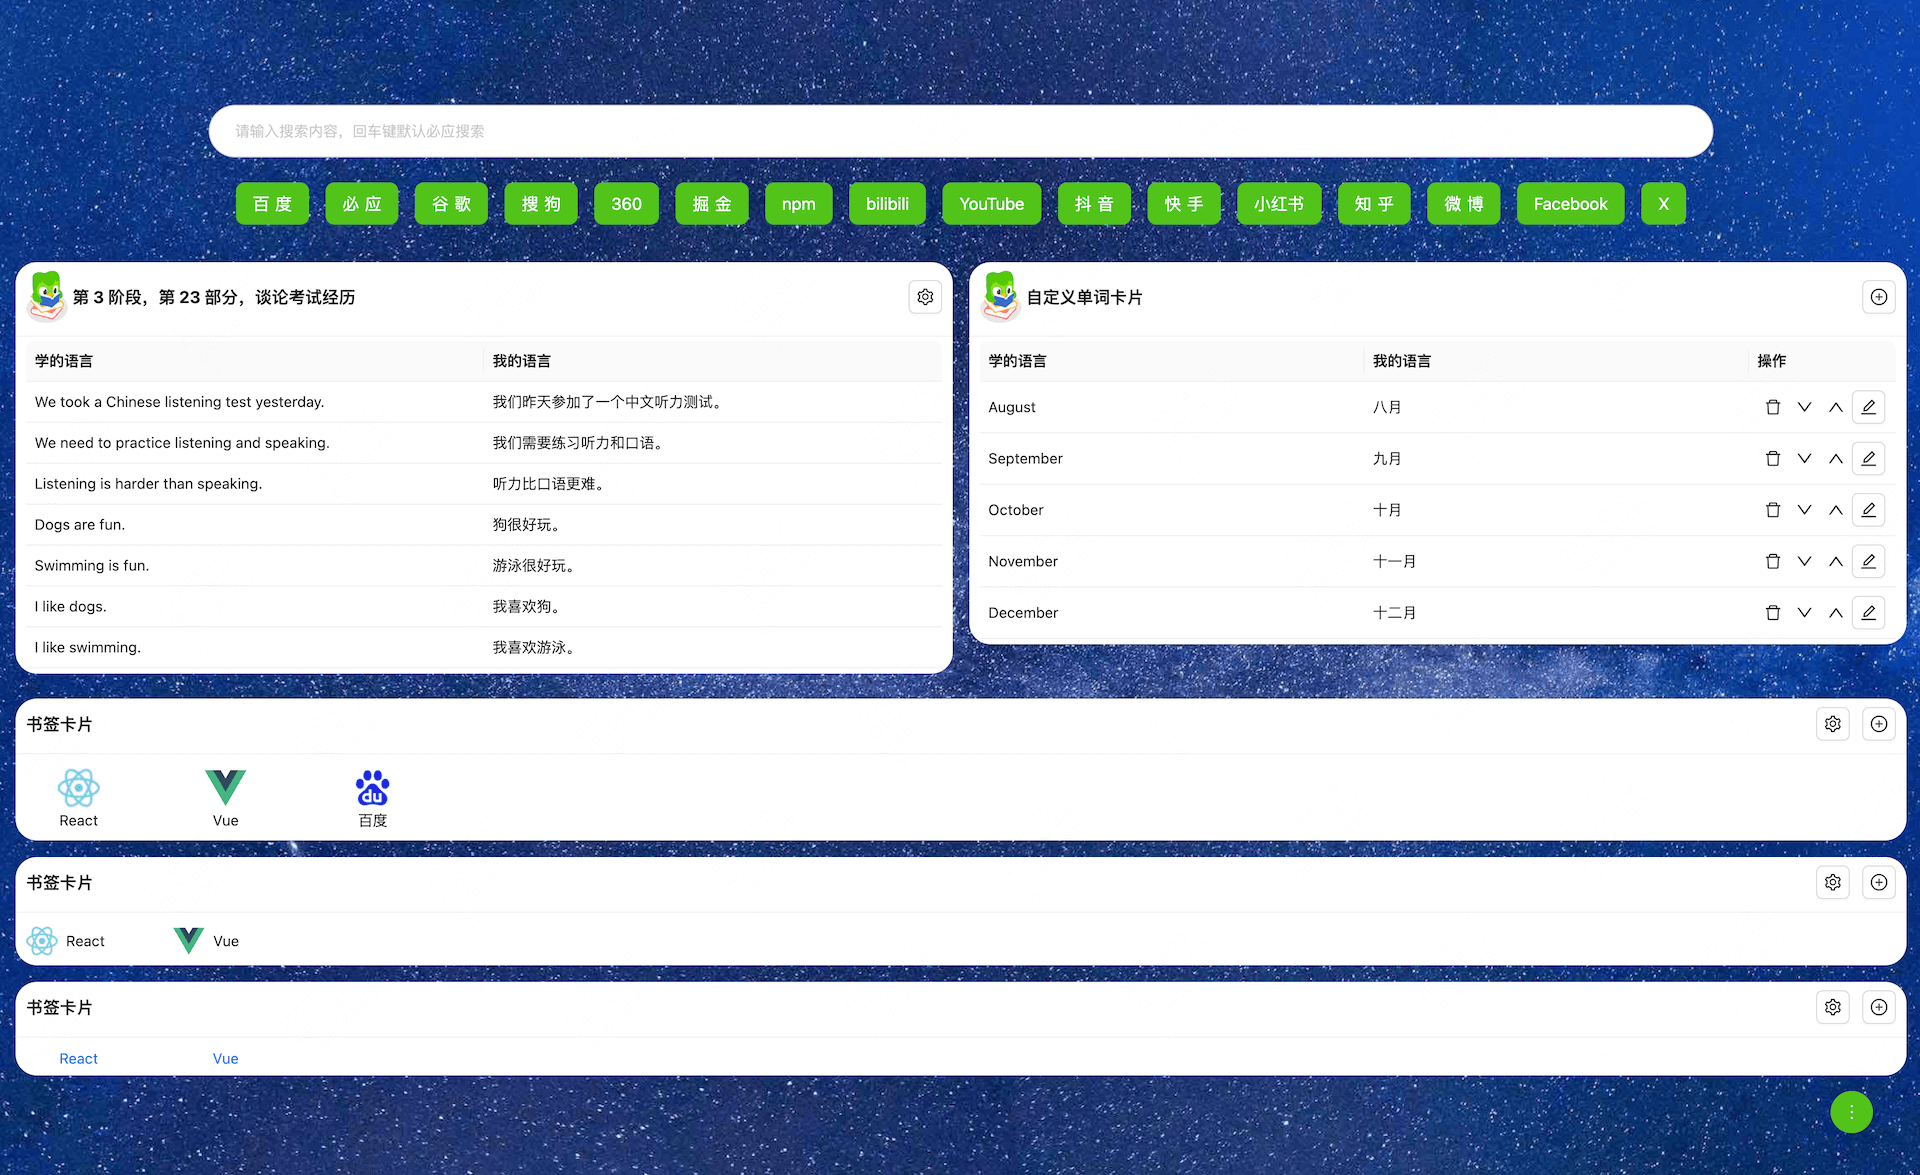 请输入搜索内容，回车键默认必应搜索
百度 必应 谷歌 搜狗 360 掘金 npm bilibili YouTube 抖音 快手 小红书 知乎 微博 Facebook X
第 3 阶段，第 23 部分，谈论考试经历
学的语言 我的语言
We took a Chinese listening test yesterday. 我们昨天参加了一个中文听力测试。
We need to practice listening and speaking. 我们需要练习听力和口语。
Listening is harder than speaking. 听力比口语更难。
Dogs are fun. 狗很好玩。
Swimming is fun. 游泳很好玩。
I like dogs. 我喜欢狗。
I like swimming. 我喜欢游泳。
自定义单词卡片
学的语言 我的语言 操作
August 八月
September 九月
October 十月
November 十一月
December 十二月
书签卡片
du
React Vue 百度
书签卡片
React Vue
书签卡片
React Vue